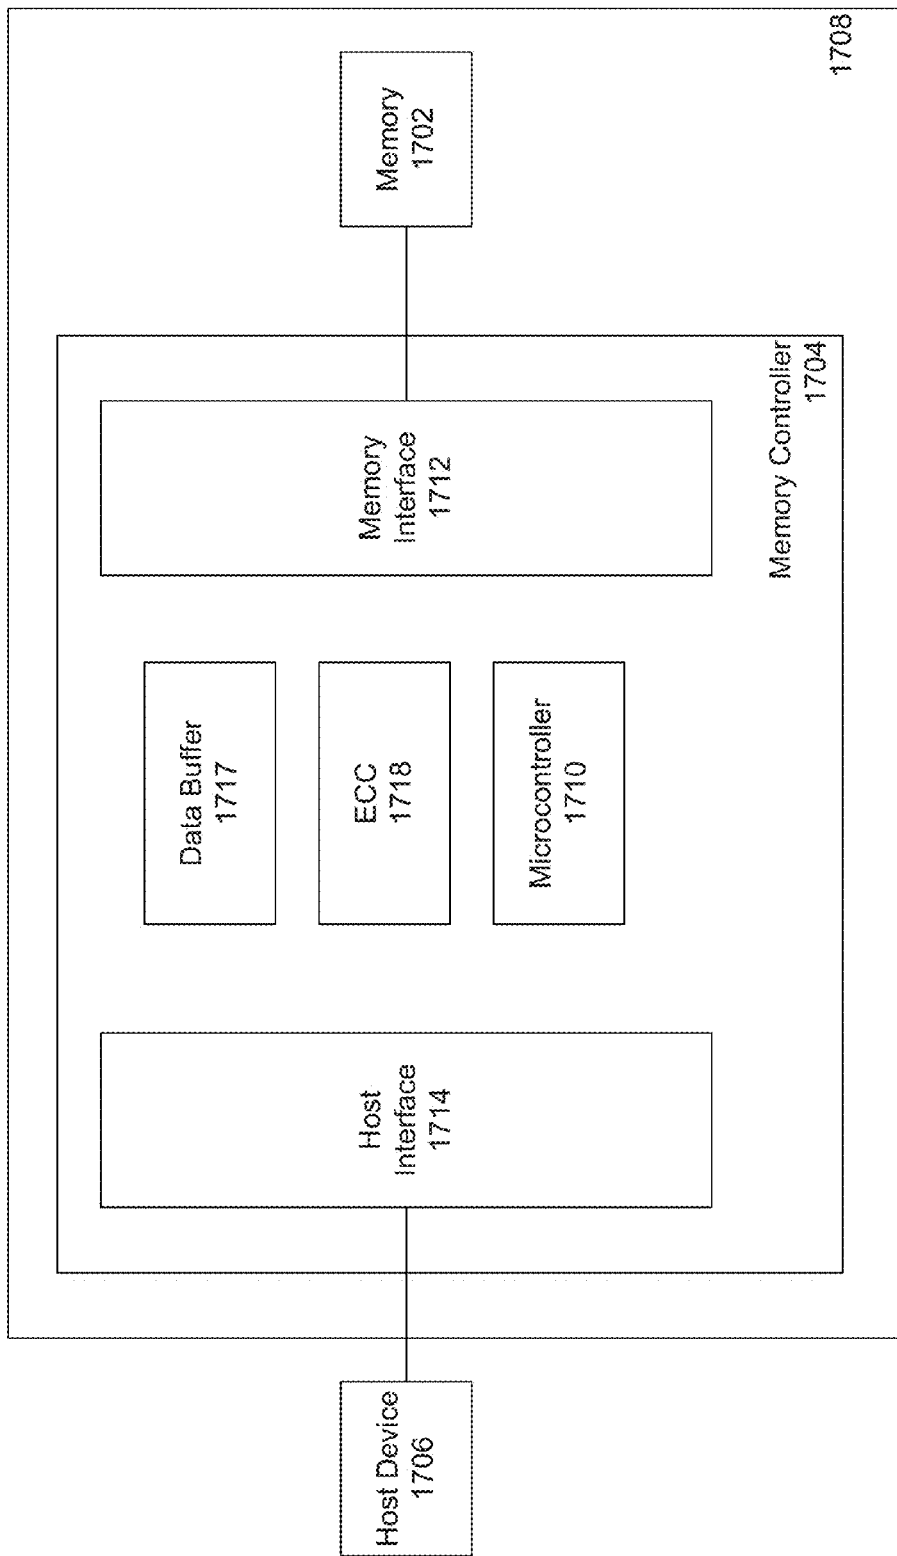 Host Device
1706
Host
Interface
1714
Data Buffer
1717
ECC
1718
Microcontroller
1710
Memory
Interface
1712
Memory Controller
1704
Memory
1702
1708